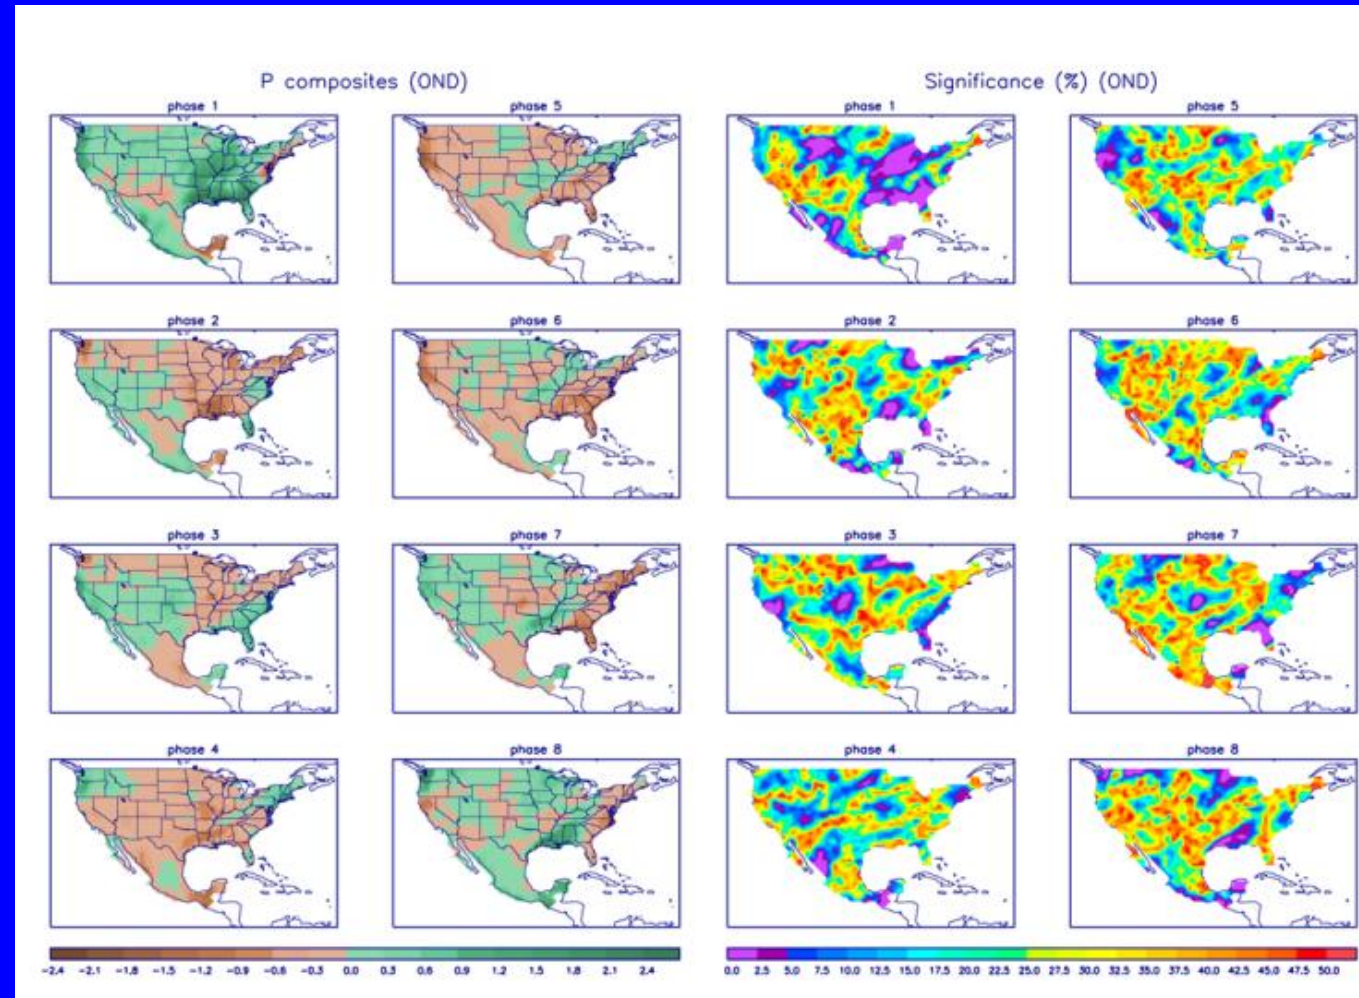 P composites (OND)
Significance (%) (OND)
phase 1
phase 5
phase 1
phase 5
phase 2
phase 6
phase 2
phase 6
phase 3
phase 7
phase 3
phase 7
phase 4
phase 8
phase 4
phase 8
-2.4 -2.1 -1.8 -1.5 -1.2 -0.9 -0.6 -0.3 0.0 0.3 0.6 0.9 1.2 1.5 1.8 2.1 2.4
0.0 2.5 5.0 7.5 10.0 12.5 15.0 17.5 20.0 22.5 25.0 27.5 30.0 32.5 35.0 37.5 40.0 42.5 45.0 47.5 50.0